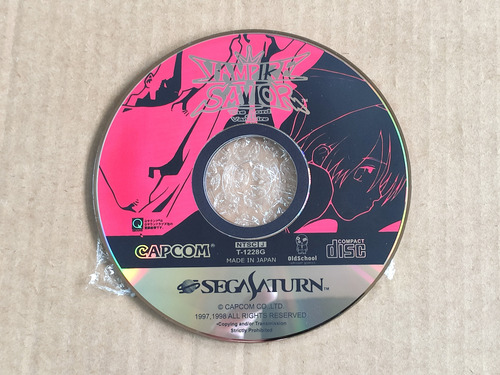 VAMPIRE
SAVIOR
CAPCOM
NTSC J
T-1228G
MADE IN JAPAN
OldSchool
COMPACT
disc
SEGA SATURN™
© CAPCOM CO.,LTD.
1997,1998 ALL RIGHTS RESERVED
•Copying and/or Transmission
Strictly Prohibited